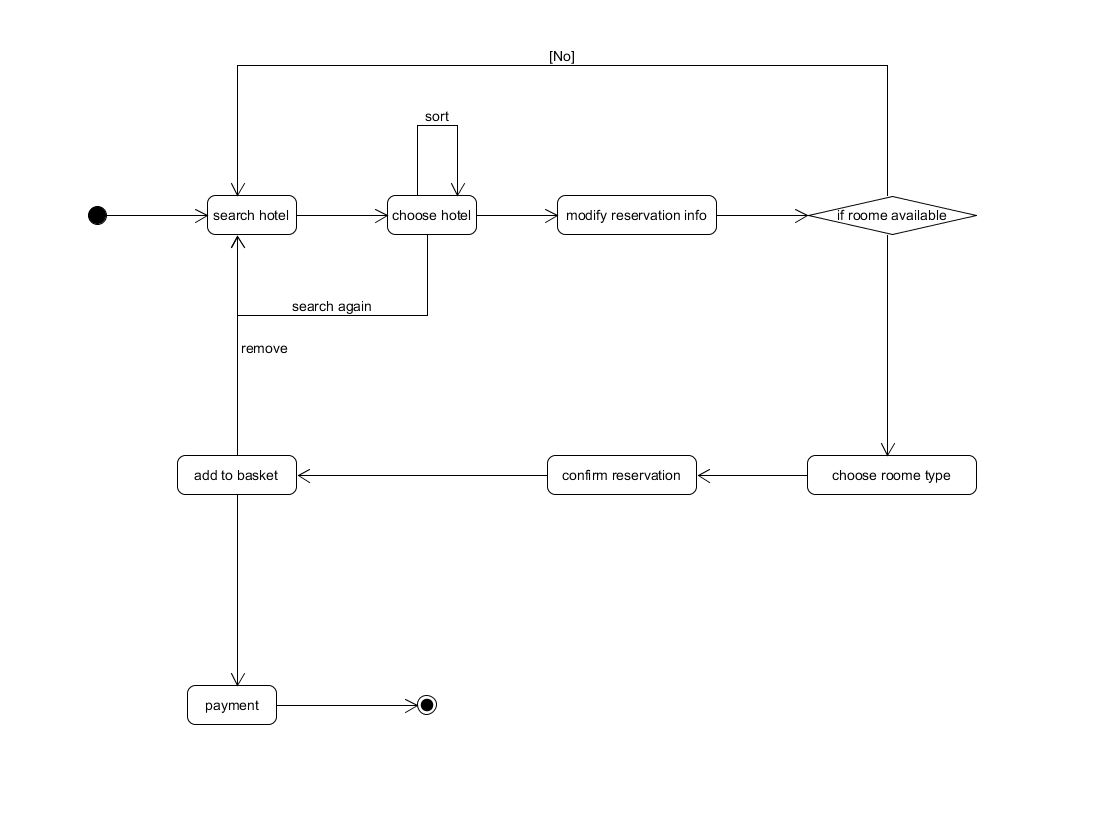 [No]
sort
search hotel
choose hotel
modify reservation info
if roome available
search again
remove
add to basket
confirm reservation
choose roome type
payment